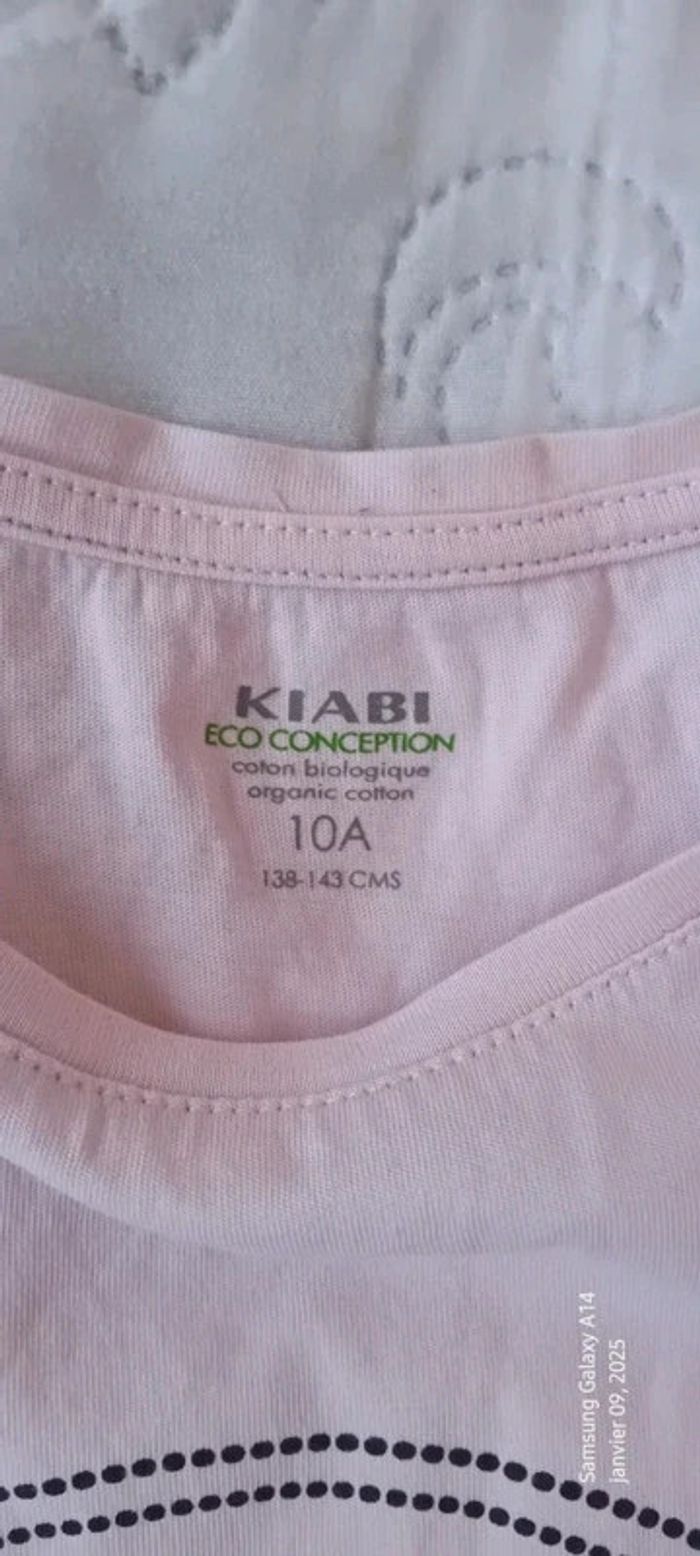 KIABI
ECO CONCEPTION
coton biologique
organic cotton
10A
138-143 CMS
Samsung Galaxy A14
janvier 09, 2025